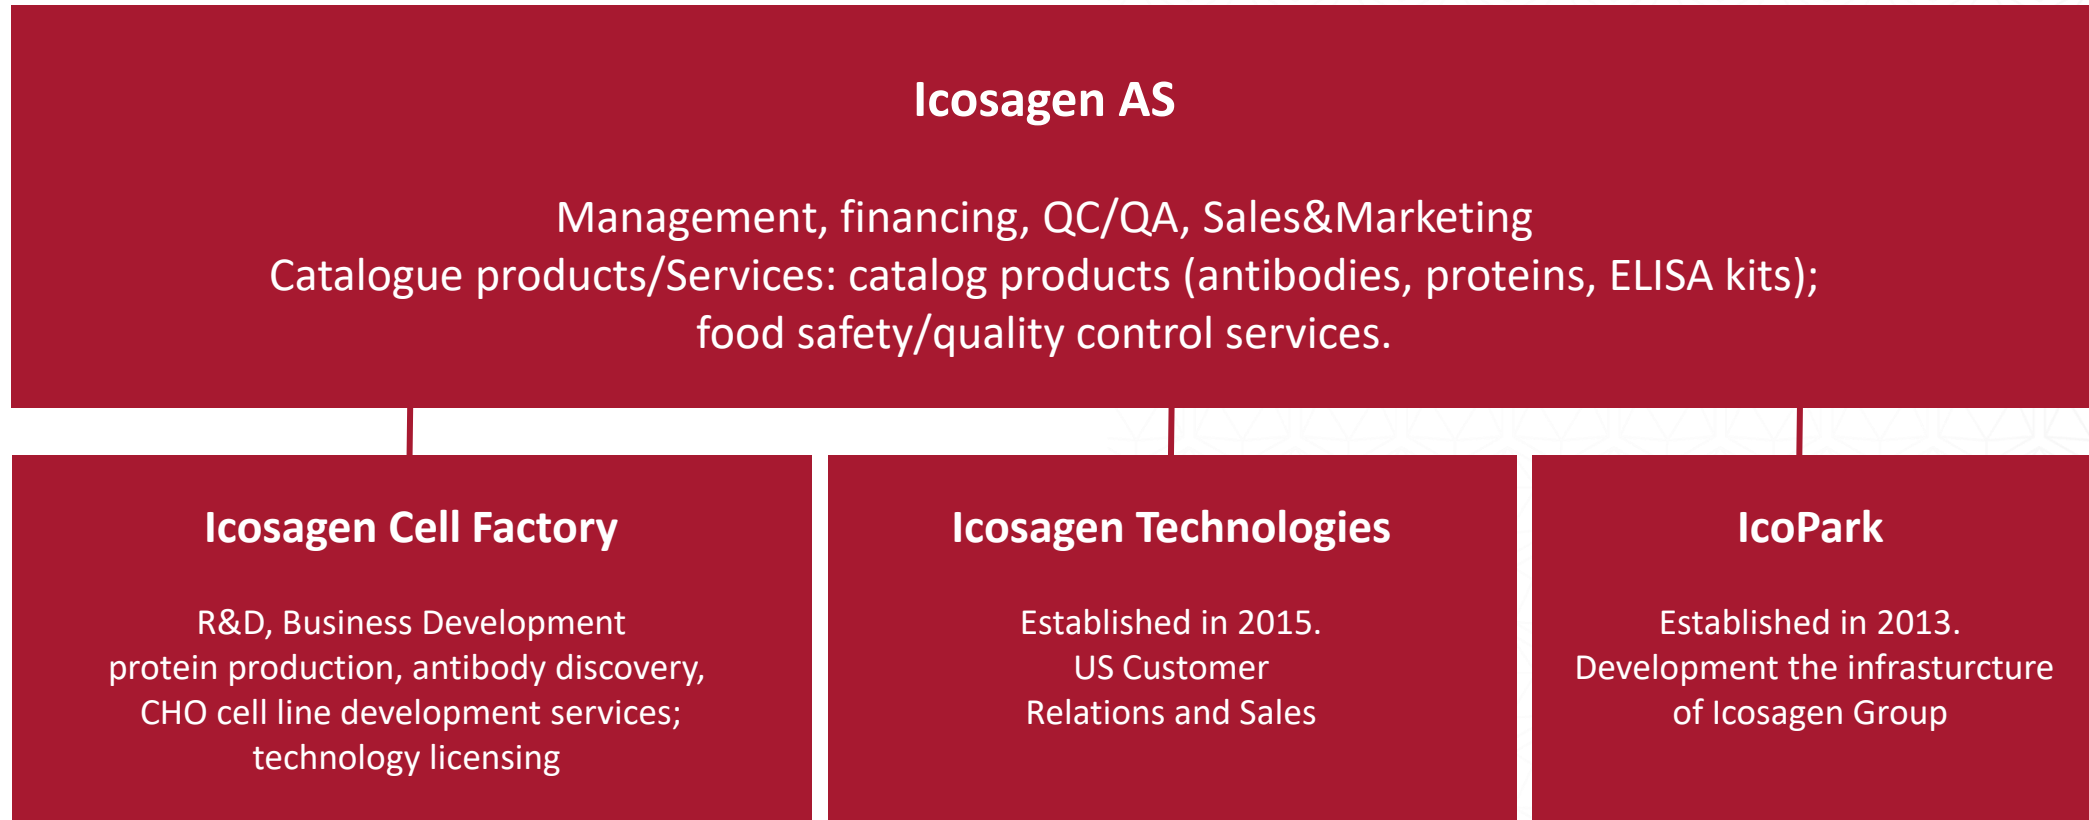 Icosagen AS
Management, financing, QC/QA, Sales&Marketing
Catalogue products/Services: catalog products (antibodies, proteins, ELISA kits);
food safety/quality control services.
Icosagen Cell Factory
R&D, Business Development
protein production, antibody discovery,
CHO cell line development services;
technology licensing
Icosagen Technologies
Established in 2015.
US Customer
Relations and Sales
IcoPark
Established in 2013.
Development the infrasturcture
of Icosagen Group